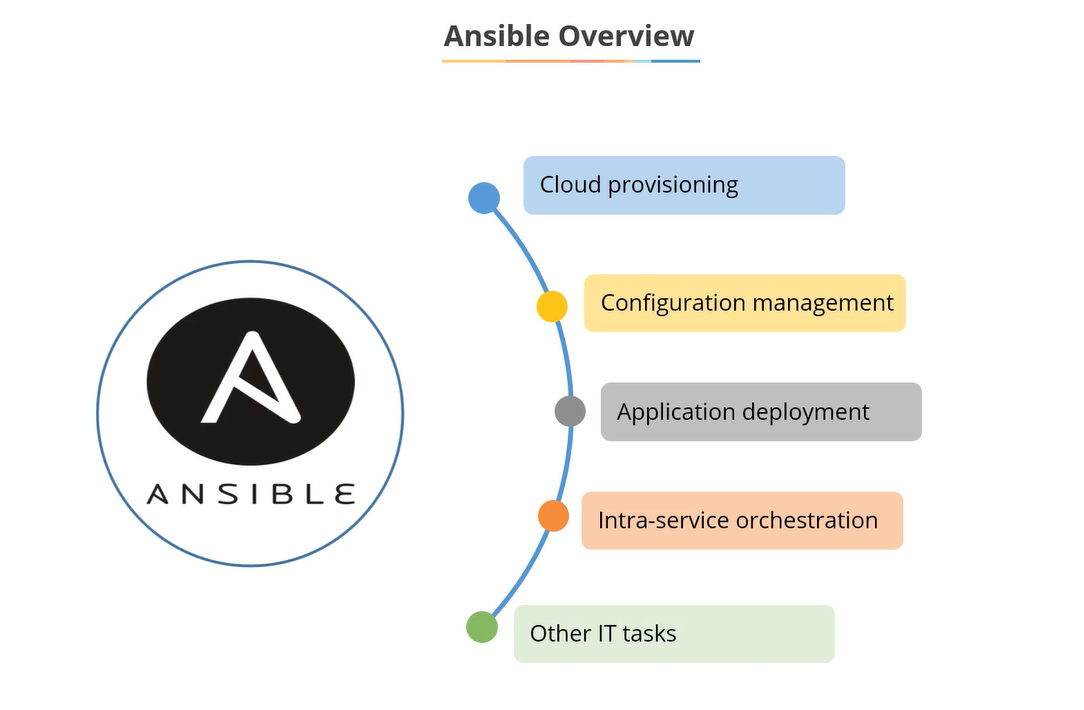 Ansible Overview
Cloud provisioning
Configuration management
Application deployment
ANSIBLE
Intra-service orchestration
Other IT tasks